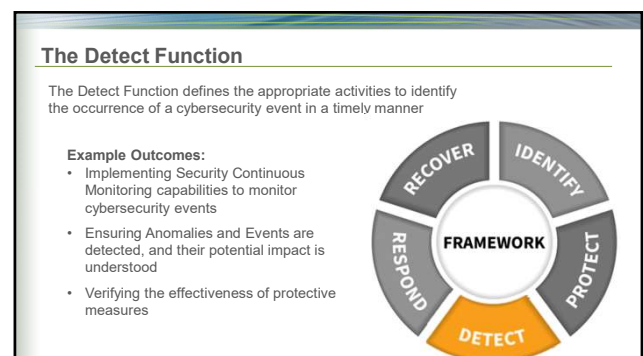 The Detect Function
The Detect Function defines the appropriate activities to identify
the occurrence of a cybersecurity event in a timely manner
Example Outcomes:
• Implementing Security Continuous
Monitoring capabilities to monitor
cybersecurity events
• Ensuring Anomalies and Events are
detected, and their potential impact is
understood
• Verifying the effectiveness of protective
measures
RECOVER
IDENTIFY
FRAMEWORK
RESPOND
PROTECT
DETECT